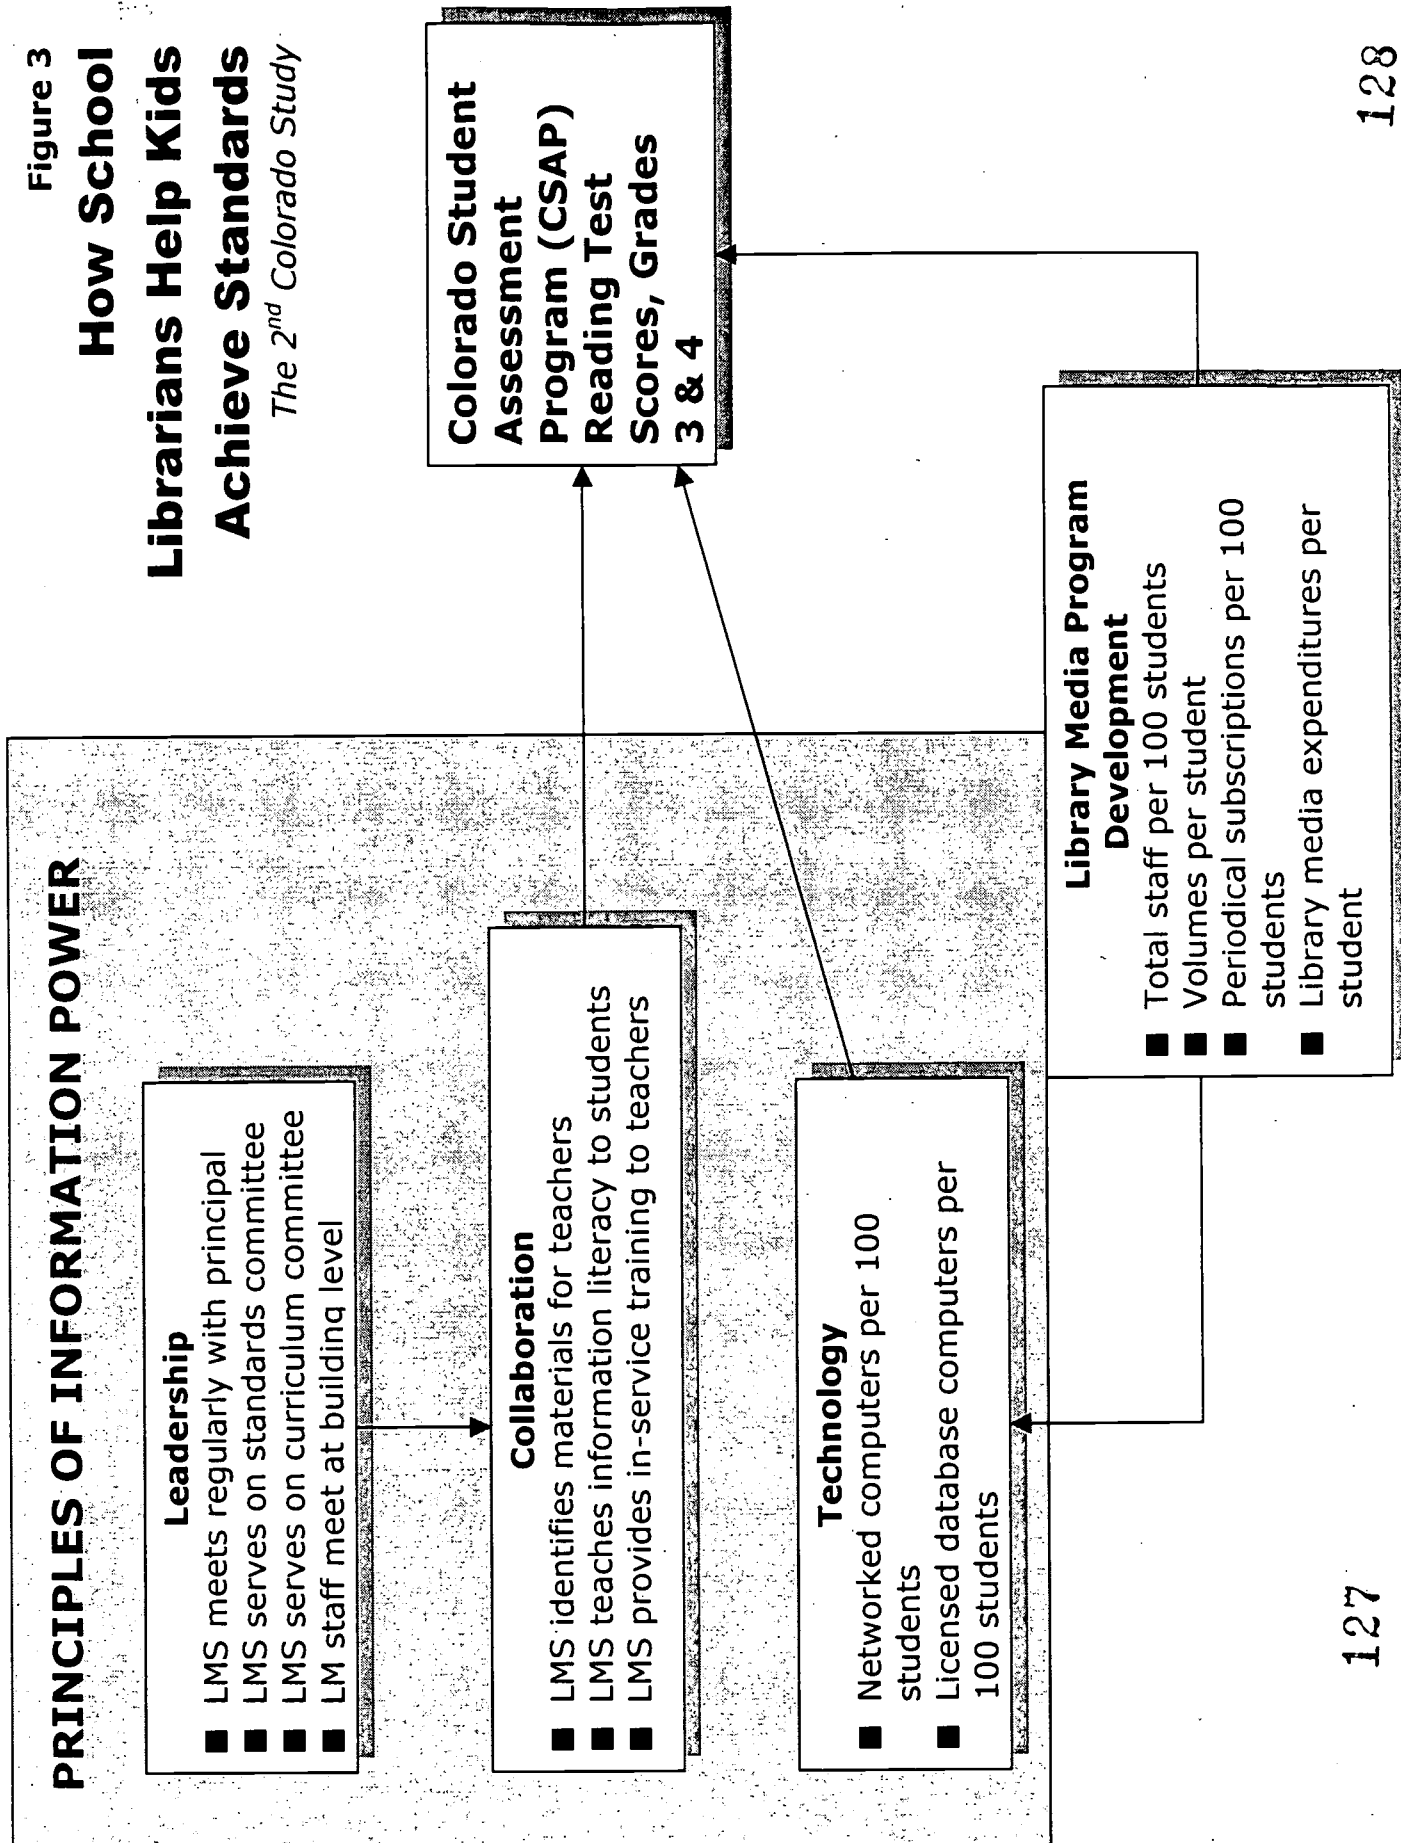 Figure 3
How School
Librarians Help Kids
Achieve Standards
The 2nd Colorado Study
PRINCIPLES OF INFORMATION POWER
Leadership
■ LMS meets regularly with principal
■ LMS serves on standards committee
■ LMS serves on curriculum committee
■ LM staff meet at building level
Collaboration
■ LMS identifies materials for teachers
■ LMS teaches information literacy to students
■ LMS provides in-service training to teachers
Technology
■ Networked computers per 100
students
■ Licensed database computers per
100 students
Colorado Student
Assessment
Program (CSAP)
Reading Test
Scores, Grades
3 & 4
Library Media Program
Development
■ Total staff per 100 students
■ Volumes per student
■ Periodical subscriptions per 100
students
■ Library media expenditures per
student
127
128